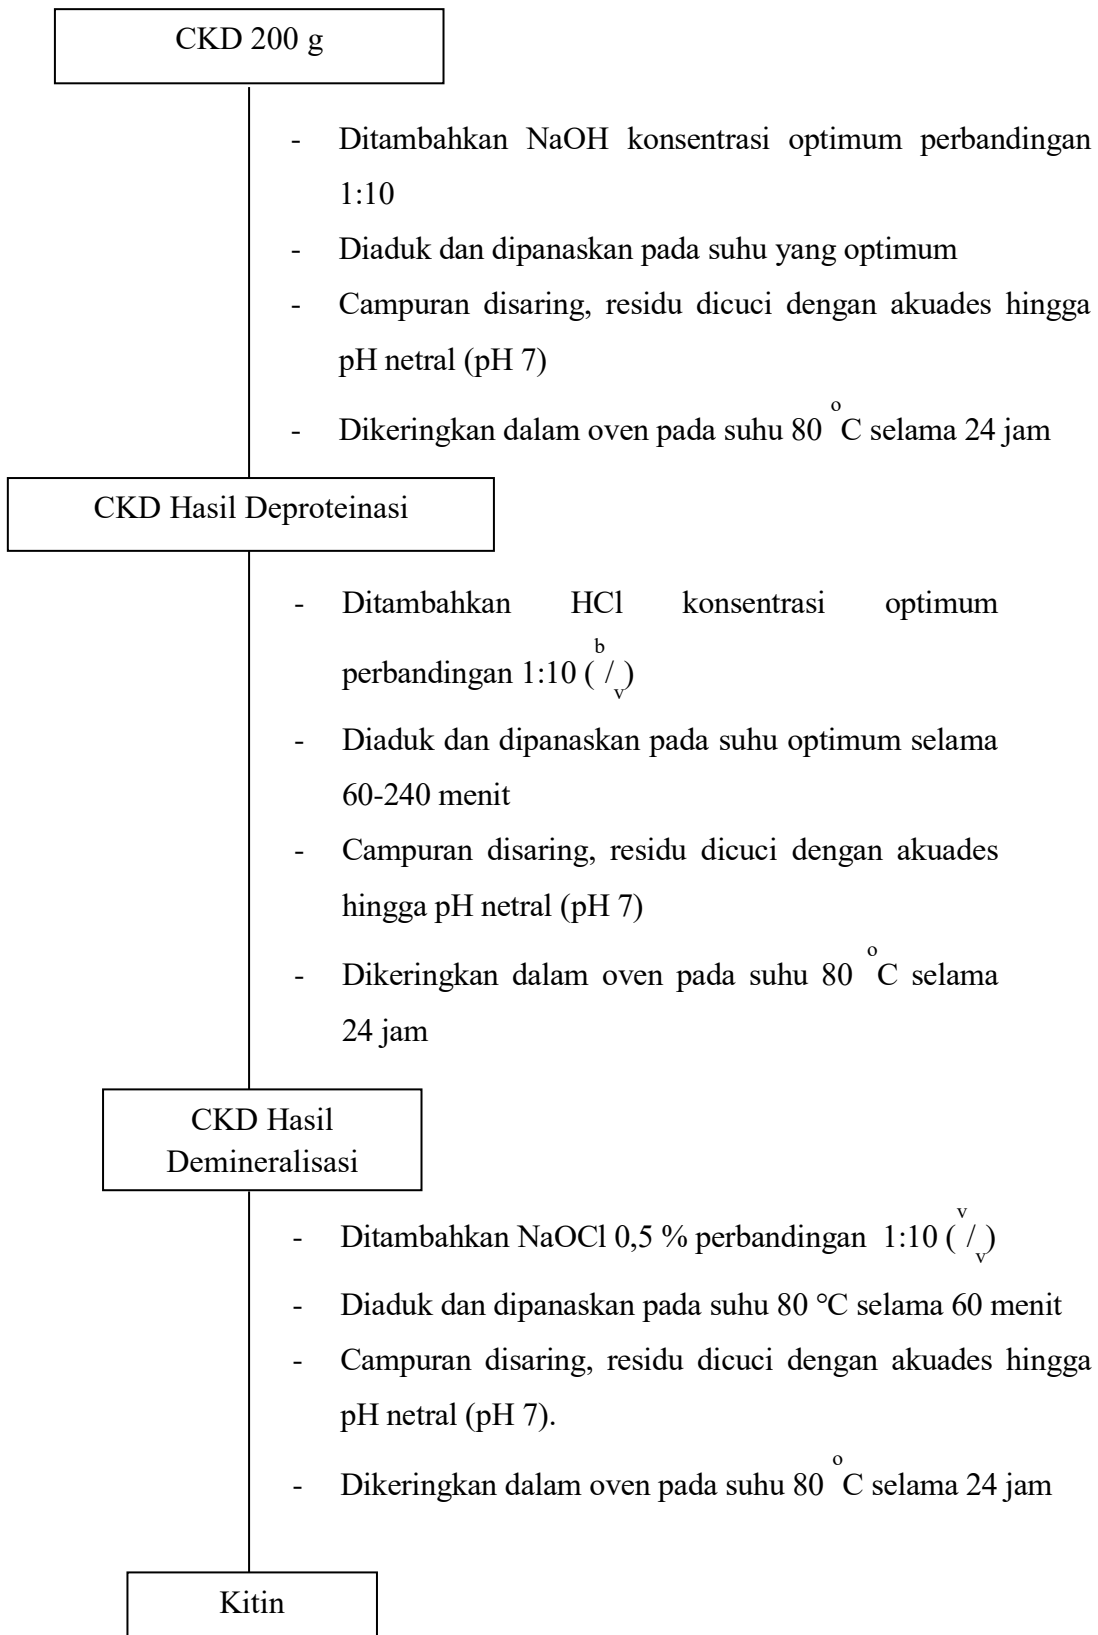 CKD 200 g
- Ditambahkan NaOH konsentrasi optimum perbandingan
1:10
- Diaduk dan dipanaskan pada suhu yang optimum
- Campuran disaring, residu dicuci dengan akuades hingga
pH netral (pH 7)
- Dikeringkan dalam oven pada suhu 80 °C selama 24 jam
CKD Hasil Deproteinasi
- Ditambahkan HCl konsentrasi optimum
perbandingan 1:10 (b/v)
- Diaduk dan dipanaskan pada suhu optimum selama
60-240 menit
- Campuran disaring, residu dicuci dengan akuades
hingga pH netral (pH 7)
- Dikeringkan dalam oven pada suhu 80 °C selama
24 jam
CKD Hasil
Demineralisasi
- Ditambahkan NaOCl 0,5 % perbandingan 1:10 (v/v)
- Diaduk dan dipanaskan pada suhu 80 °C selama 60 menit
- Campuran disaring, residu dicuci dengan akuades hingga
pH netral (pH 7).
- Dikeringkan dalam oven pada suhu 80 °C selama 24 jam
Kitin